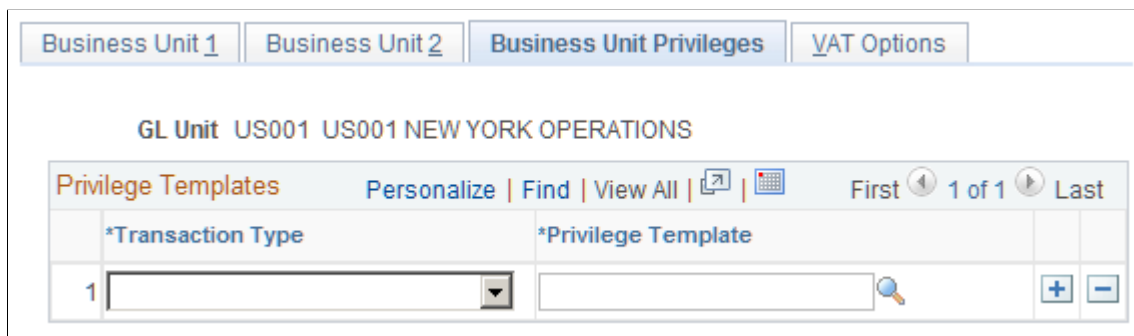 Business Unit 1 Business Unit 2 Business Unit Privileges VAT Options
GL Unit US001 US001 NEW YORK OPERATIONS
Privilege Templates Personalize | Find | View All | | First 1 of 1 Last
*Transaction Type *Privilege Template
1